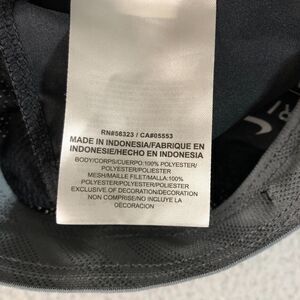 RN#56323 / CA#05553
MADE IN INDONESIA/FABRIQUE EN
INDONESIE/HECHO EN INDONESIA
BODY/CORPS/CUERPO:100% POLYESTER/
POLYESTER/POLIESTER
MESH/MAILLE FILET/MALLA:100%
POLYESTER/POLYESTER/POLIESTER
EXCLUSIVE OF DECORATION/DECORATION
NON COMPRISE/NO INCLUYE LA
DECORACION